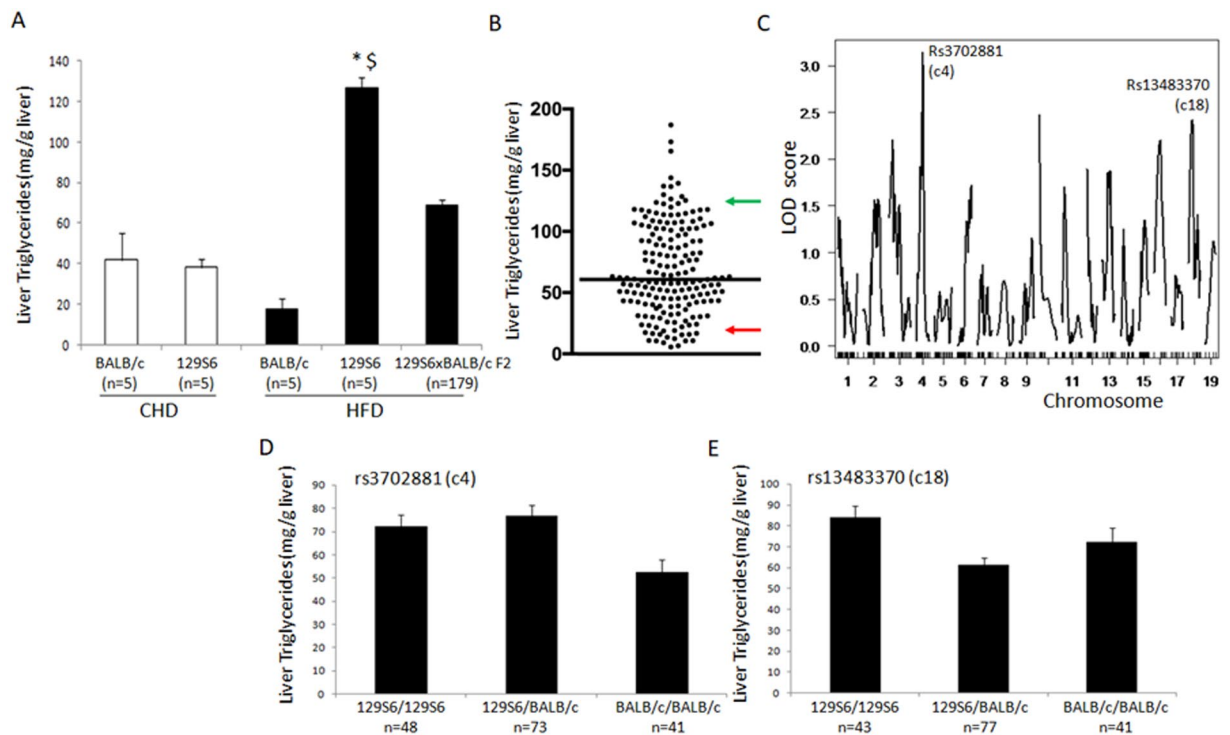 A
Liver Triglycerides(mg/g liver)
140
120
100
80
60
40
20
0
* $
BALB/c 129S6 BALB/c 129S6 129S6xBALB/c F2
(n=5) (n=5) (n=5) (n=5) (n=179)
CHD HFD
B
Liver Triglycerides(mg/g liver)
200
150
100
50
0
C
LOD score
3.0
2.5
2.0
1.5
1.0
0.5
0.0
Rs3702881
(c4)
Rs13483370
(c18)
1 2 3 4 5 6 7 8 9 11 13 15 17 19
Chromosome
D
rs3702881 (c4)
Liver Triglycerides(mg/g liver)
90
80
70
60
50
40
30
20
10
0
129S6/129S6 129S6/BALB/c BALB/c/BALB/c
n=48 n=73 n=41
E
rs13483370 (c18)
Liver Triglycerides(mg/g liver)
100
90
80
70
60
50
40
30
20
10
0
129S6/129S6 129S6/BALB/c BALB/c/BALB/c
n=43 n=77 n=41